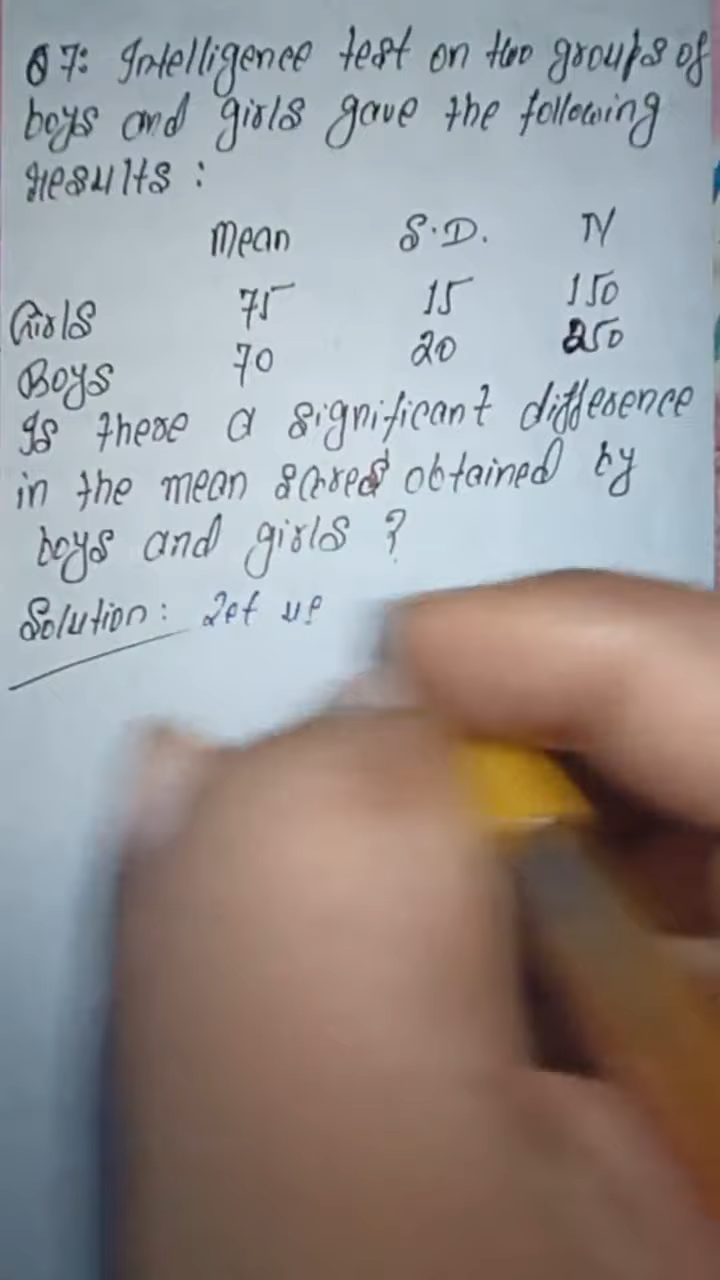 Q7: Intelligence test on two groups of
boys and girls gave the following
results :
Mean S.D. N
Girls 75 15 150
Boys 70 20 250
Is there a significant difference
in the mean scores obtained by
boys and girls ?
Solution: Let us